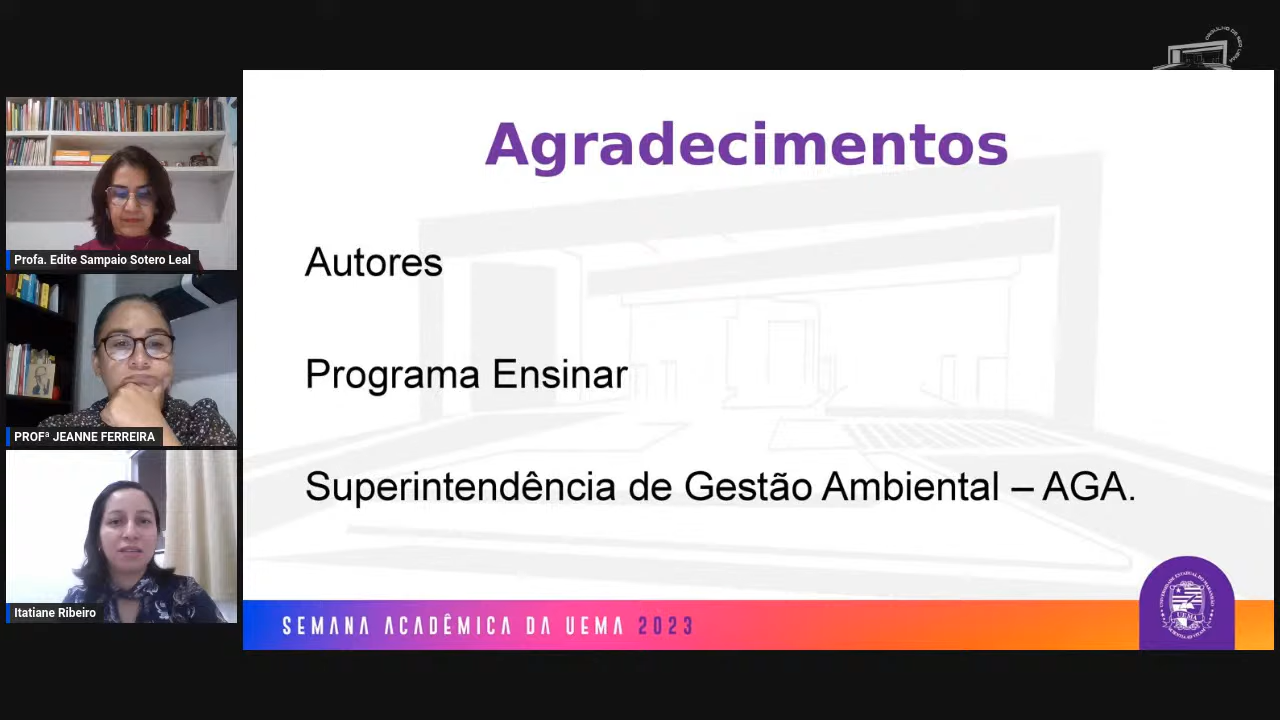 Agradecimentos
Autores
Programa Ensinar
Superintendência de Gestão Ambiental – AGA.
SEMANA ACADÊMICA DA UEMA 2023
Profa. Edite Sampaio Sotero Leal
PROFª JEANNE FERREIRA
Itatiane Ribeiro